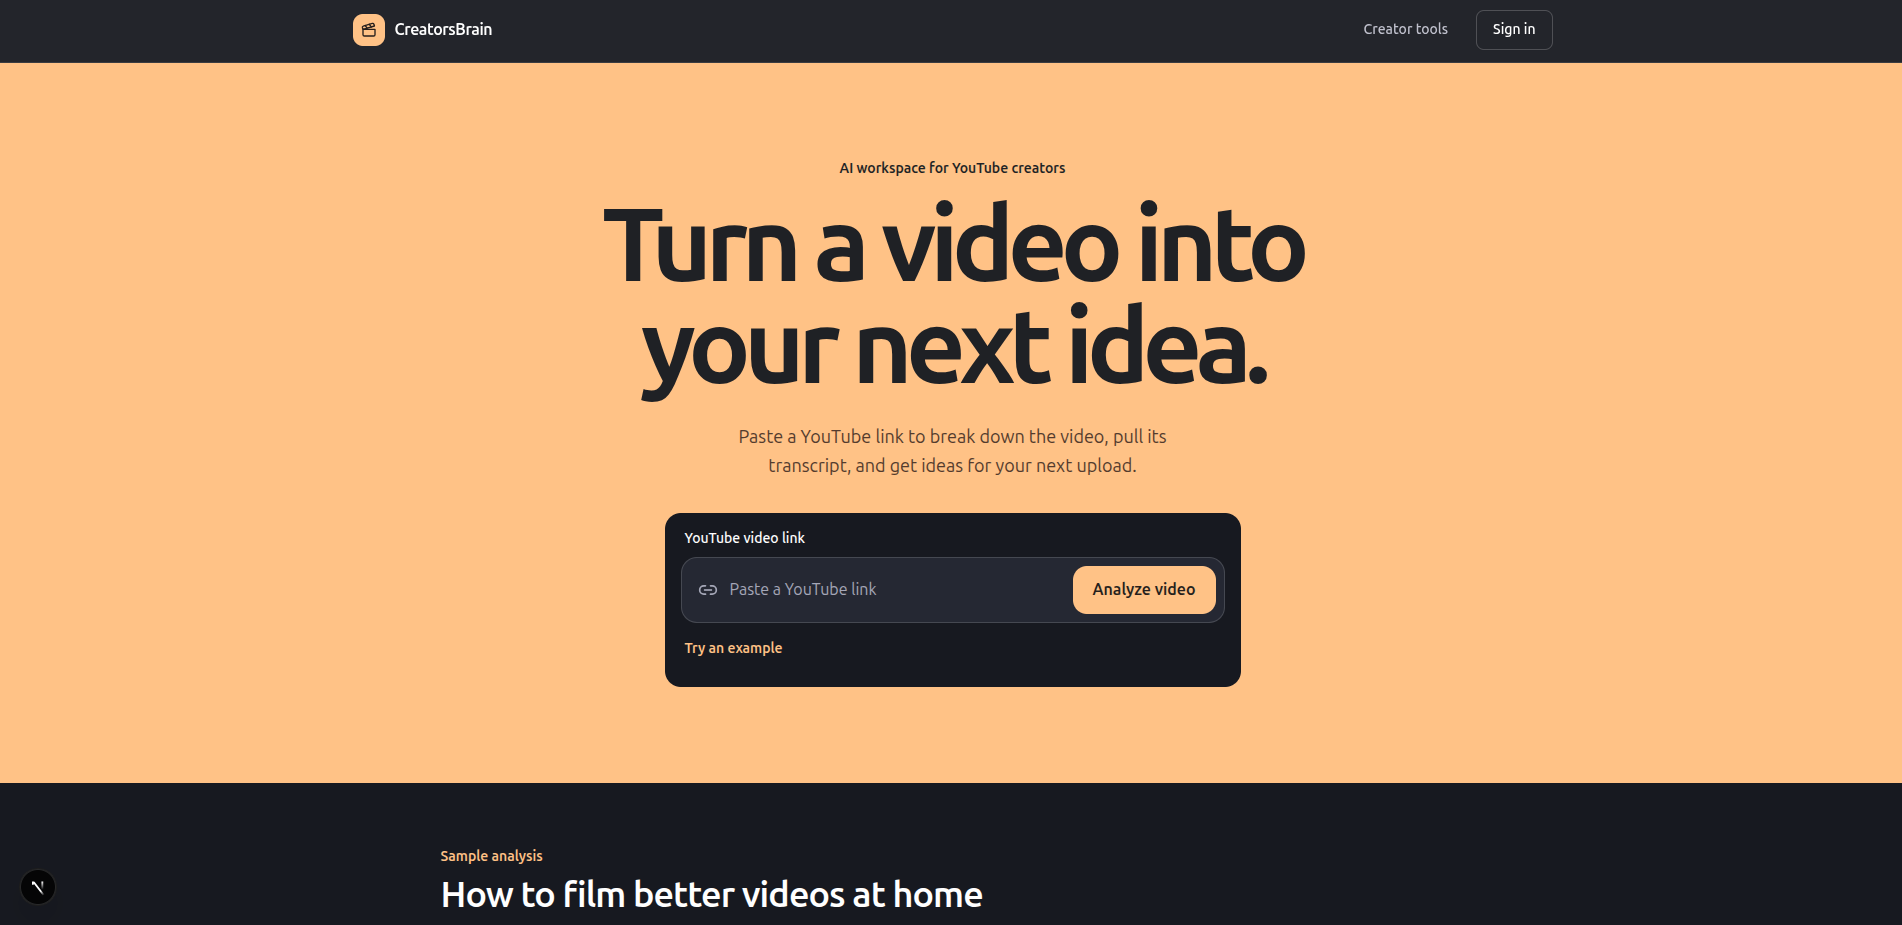 CreatorsBrain
Creator tools
Sign in
AI workspace for YouTube creators
Turn a video into
your next idea.
Paste a YouTube link to break down the video, pull its
transcript, and get ideas for your next upload.
YouTube video link
Paste a YouTube link
Analyze video
Try an example
Sample analysis
How to film better videos at home